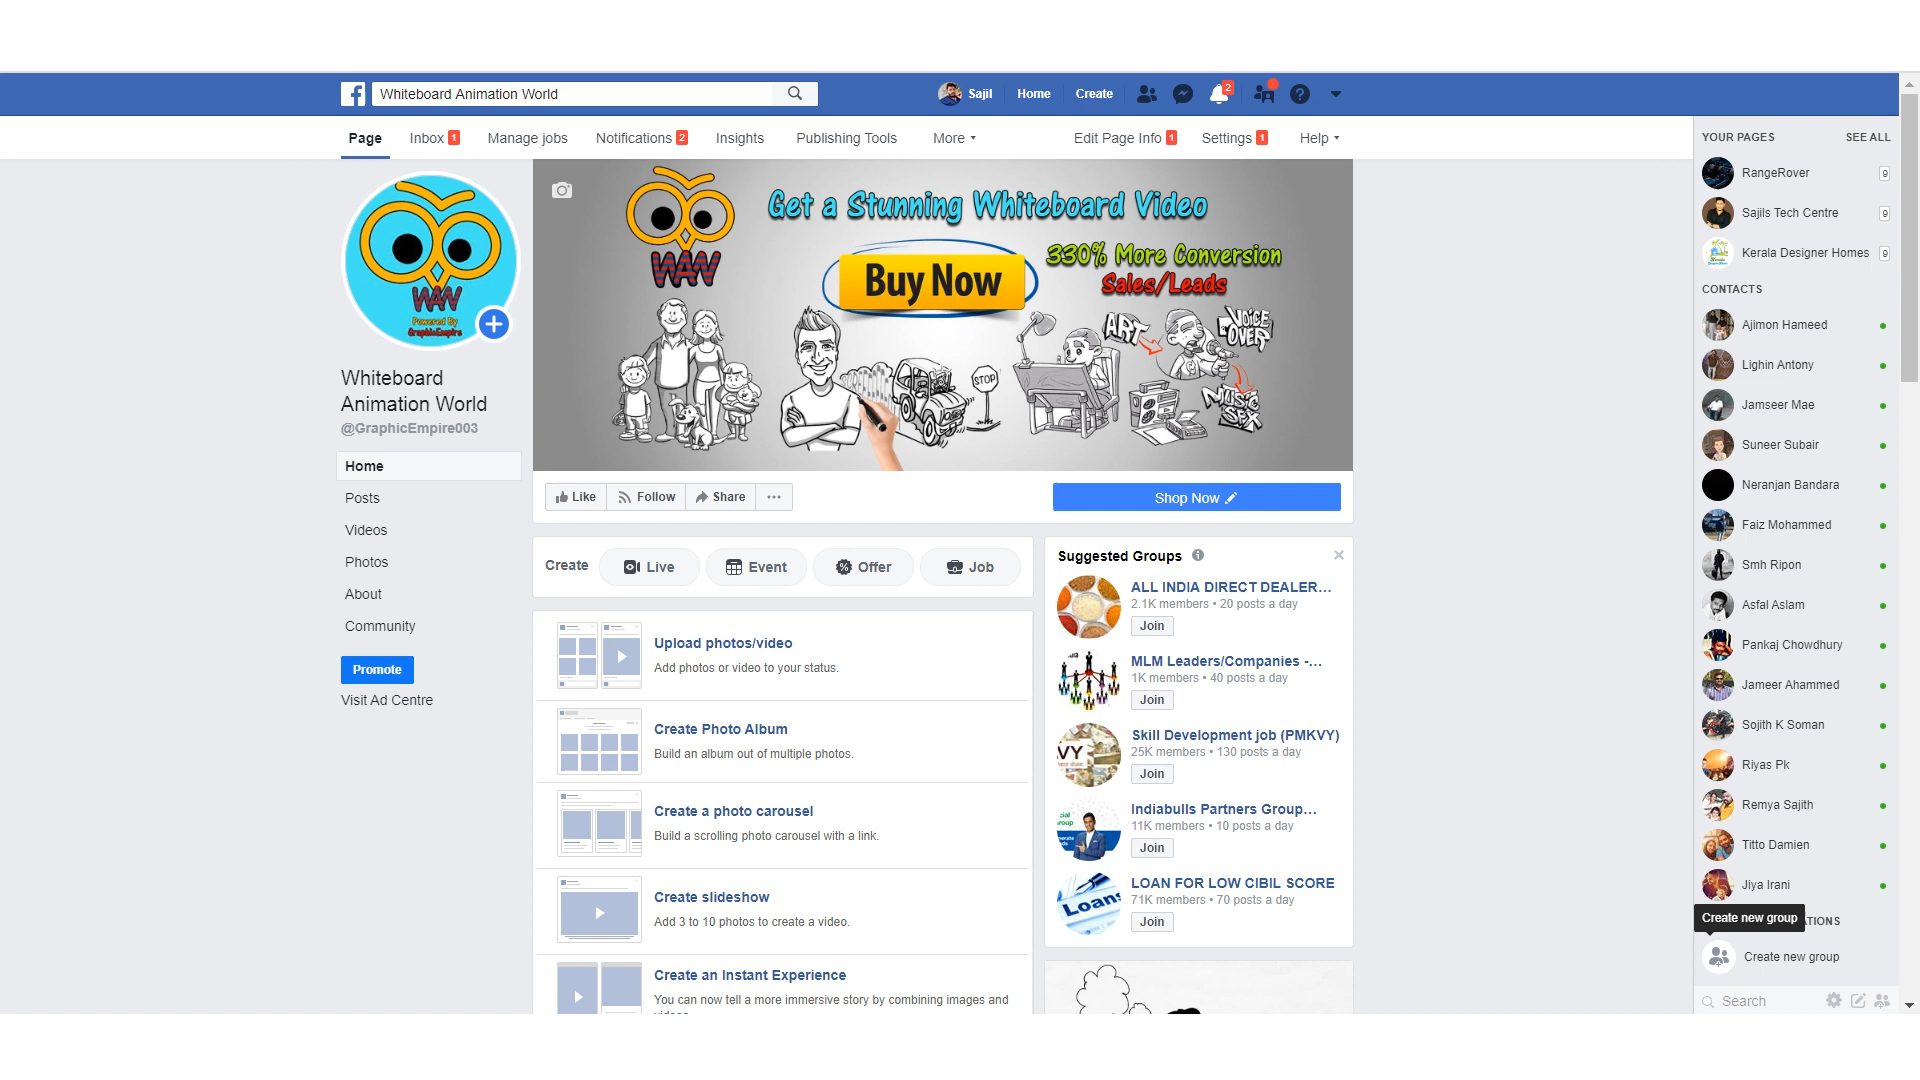 Whiteboard Animation World
Sajil
Home
Create
2
Page
Inbox 1
Manage jobs
Notifications 2
Insights
Publishing Tools
More
Edit Page Info 1
Settings 1
Help
WAW
Powered By
GraphicEmpire
Whiteboard
Animation World
@GraphicEmpire003
Home
Posts
Videos
Photos
About
Community
Promote
Visit Ad Centre
WAW
Get a Stunning Whiteboard Video
Buy Now
330% More Conversion
Sales/Leads
STOP
ART
VOICE
OVER
MUSIC
SFX
Like
Follow
Share
Shop Now
Create
Live
Event
Offer
Job
Upload photos/video
Add photos or video to your status.
Create Photo Album
Build an album out of multiple photos.
Create a photo carousel
Build a scrolling photo carousel with a link.
Create slideshow
Add 3 to 10 photos to create a video.
Create an Instant Experience
You can now tell a more immersive story by combining images and
Suggested Groups
ALL INDIA DIRECT DEALER...
2.1K members • 20 posts a day
Join
MLM Leaders/Companies -...
1K members • 40 posts a day
Join
VY
Skill Development job (PMKVY)
25K members • 130 posts a day
Join
Indiabulls Partners Group...
11K members • 10 posts a day
Join
Loans
LOAN FOR LOW CIBIL SCORE
71K members • 70 posts a day
Join
YOUR PAGES
SEE ALL
RangeRover 9
Sajils Tech Centre 9
Kerala Designer Homes 9
CONTACTS
Ajimon Hameed
Lighin Antony
Jamseer Mae
Suneer Subair
Neranjan Bandara
Faiz Mohammed
Smh Ripon
Asfal Aslam
Pankaj Chowdhury
Jameer Ahammed
Sojith K Soman
Riyas Pk
Remya Sajith
Titto Damien
Jiya Irani
Create new group
ATIONS
Create new group
Search